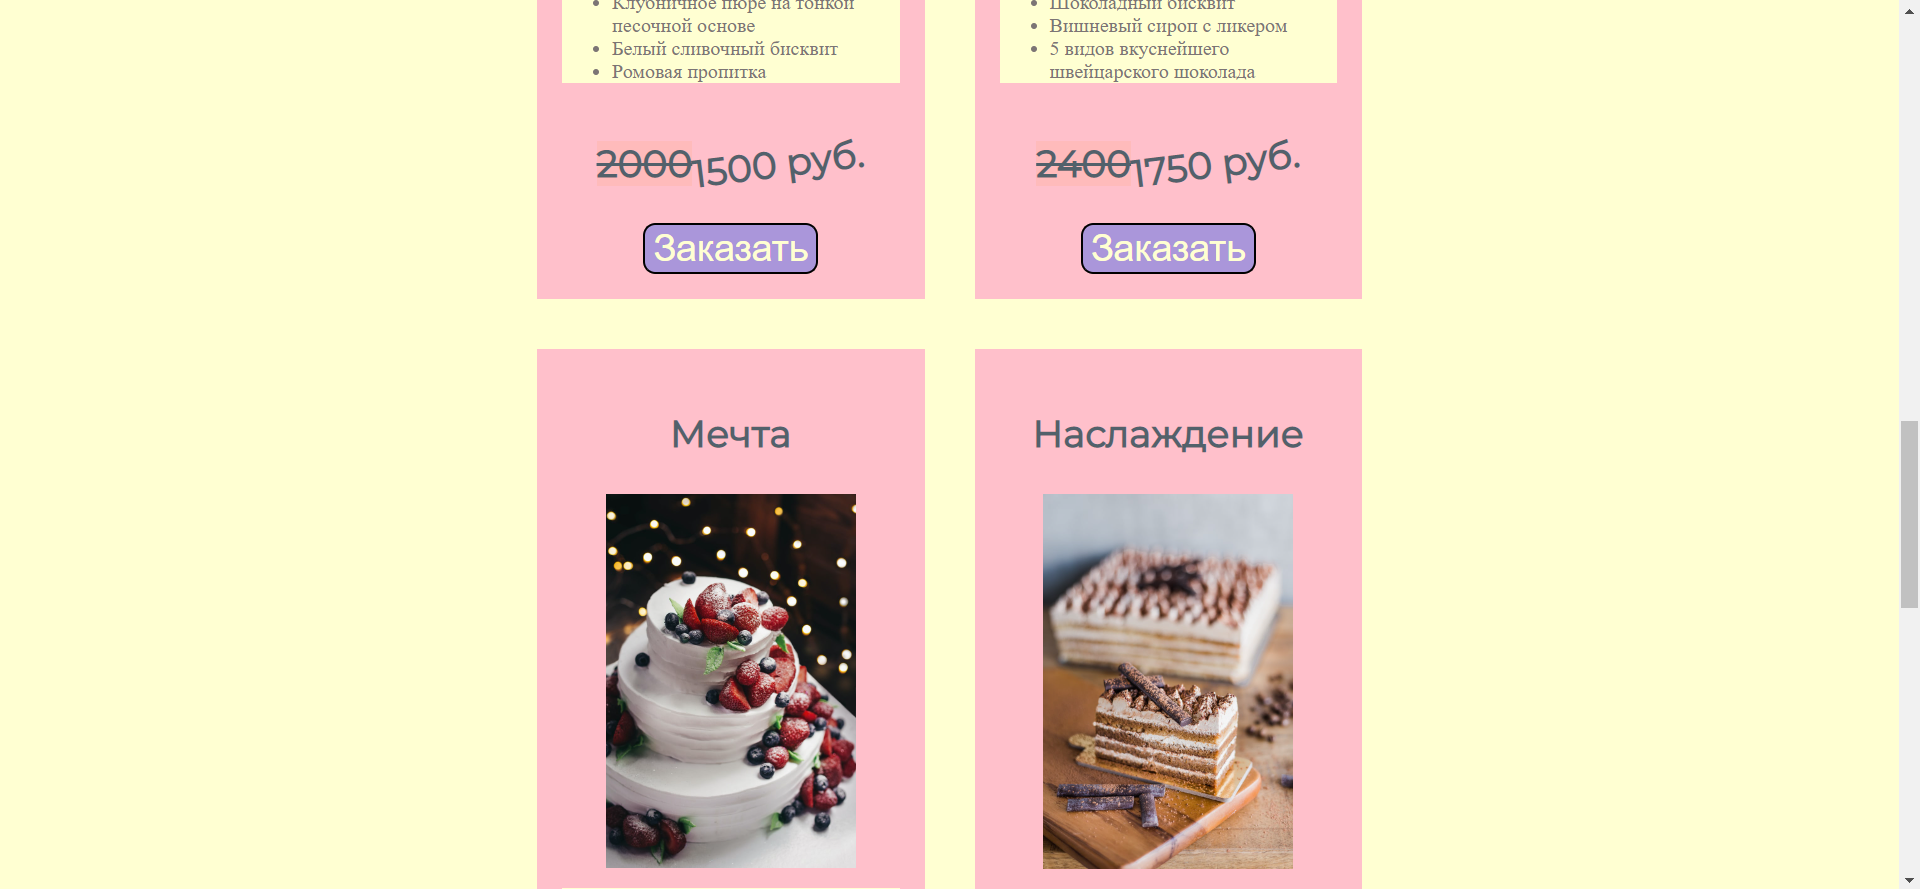 Клубничное пюре на тонкой
песочной основе
Белый сливочный бисквит
Ромовая пропитка
2000 1500 руб.
Заказать
Шоколадный бисквит
Вишневый сироп с ликером
5 видов вкуснейшего
швейцарского шоколада
2400 1750 руб.
Заказать
Мечта
Наслаждение